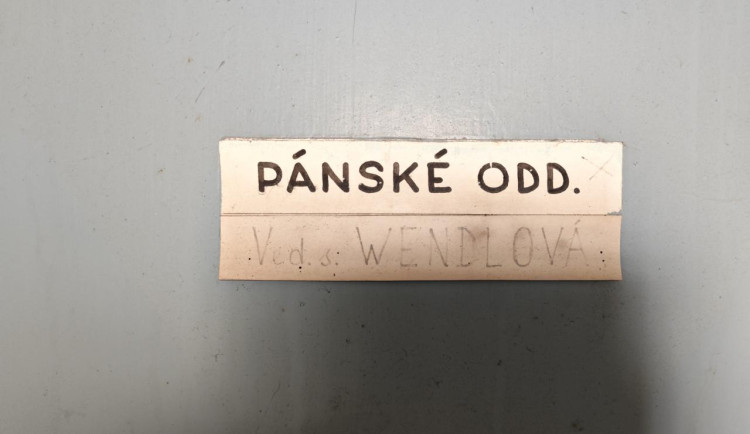 PÁNSKÉ ODD.
Ved. s: WENDLOVÁ